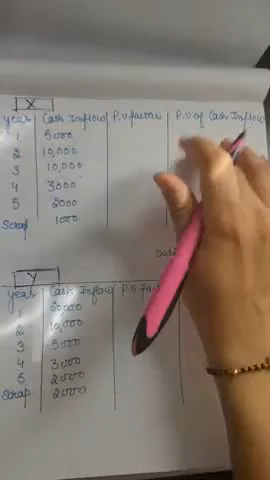 X
year Cash Inflow P.V factor P.V of Cash Inflow
1 5000
2 10,000
3 10,000
4 3000
5 2000
Scrap 1000
Y
year Cash Inflow P.V
1 20000
2 10,000
3 5000
4 3000
5 2000
Scrap 2000